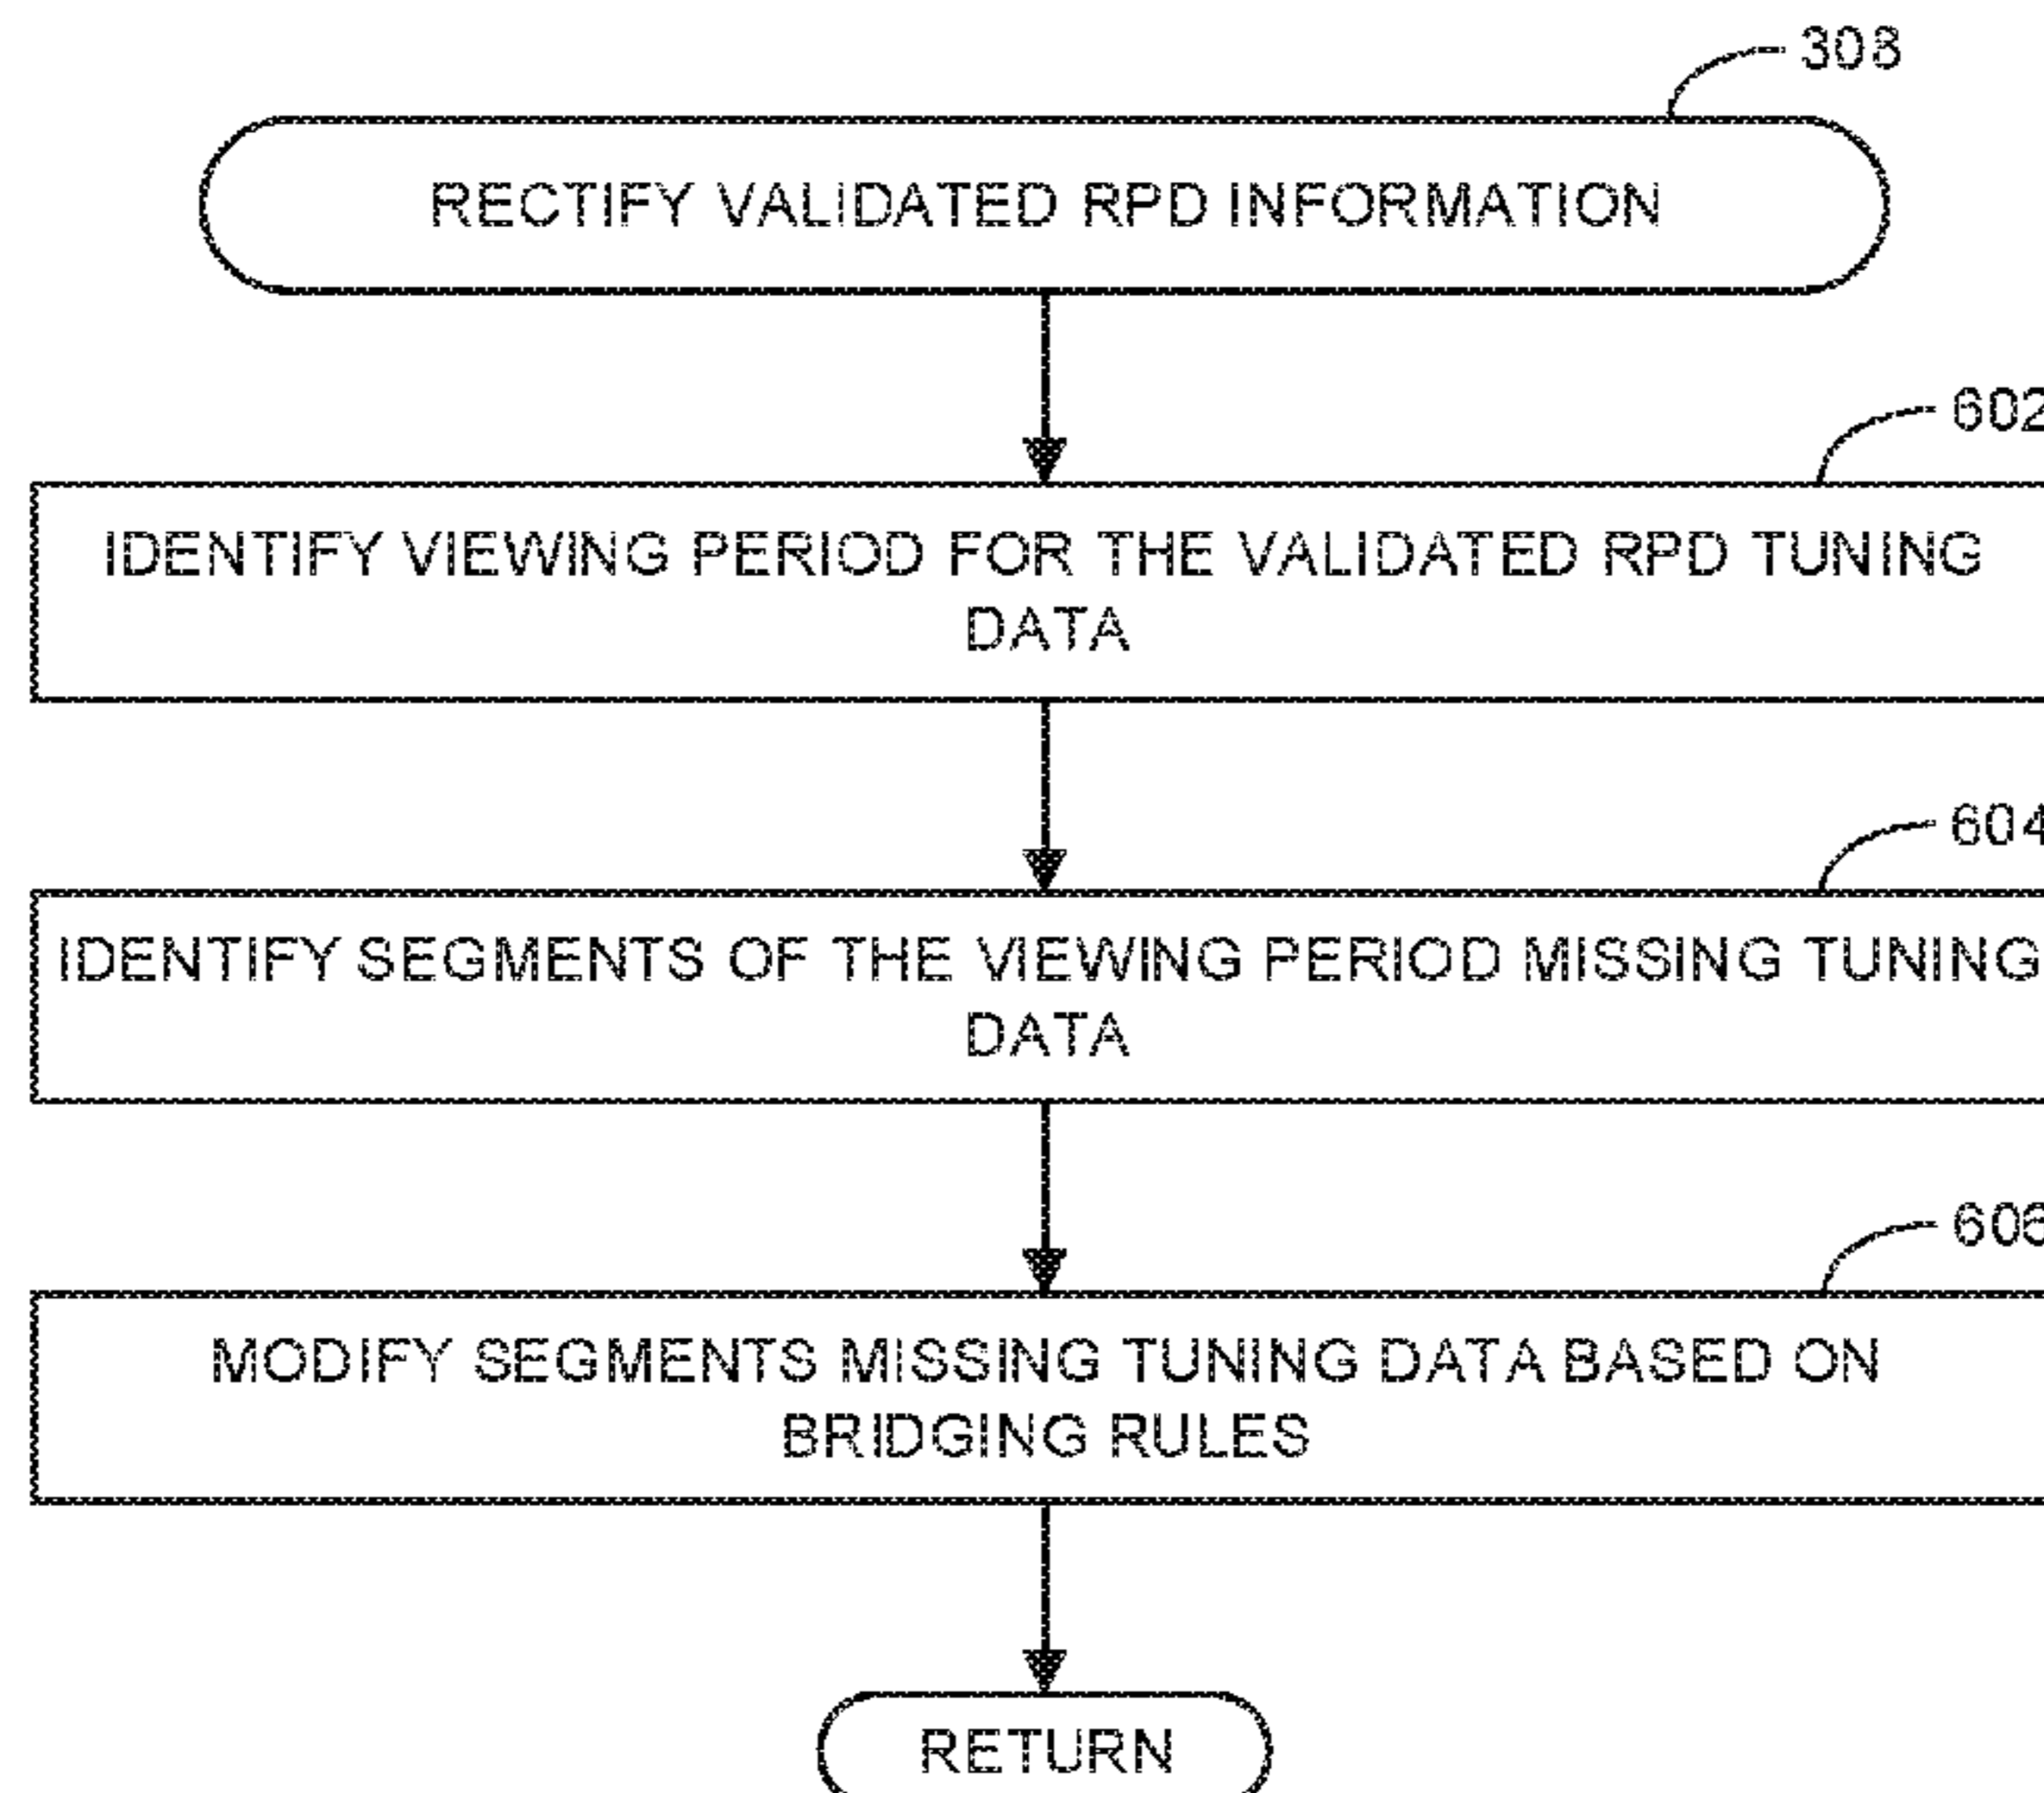 308
RECTIFY VALIDATED RPD INFORMATION
602
IDENTIFY VIEWING PERIOD FOR THE VALIDATED RPD TUNING
DATA
604
IDENTIFY SEGMENTS OF THE VIEWING PERIOD MISSING TUNING
DATA
606
MODIFY SEGMENTS MISSING TUNING DATA BASED ON
BRIDGING RULES
RETURN